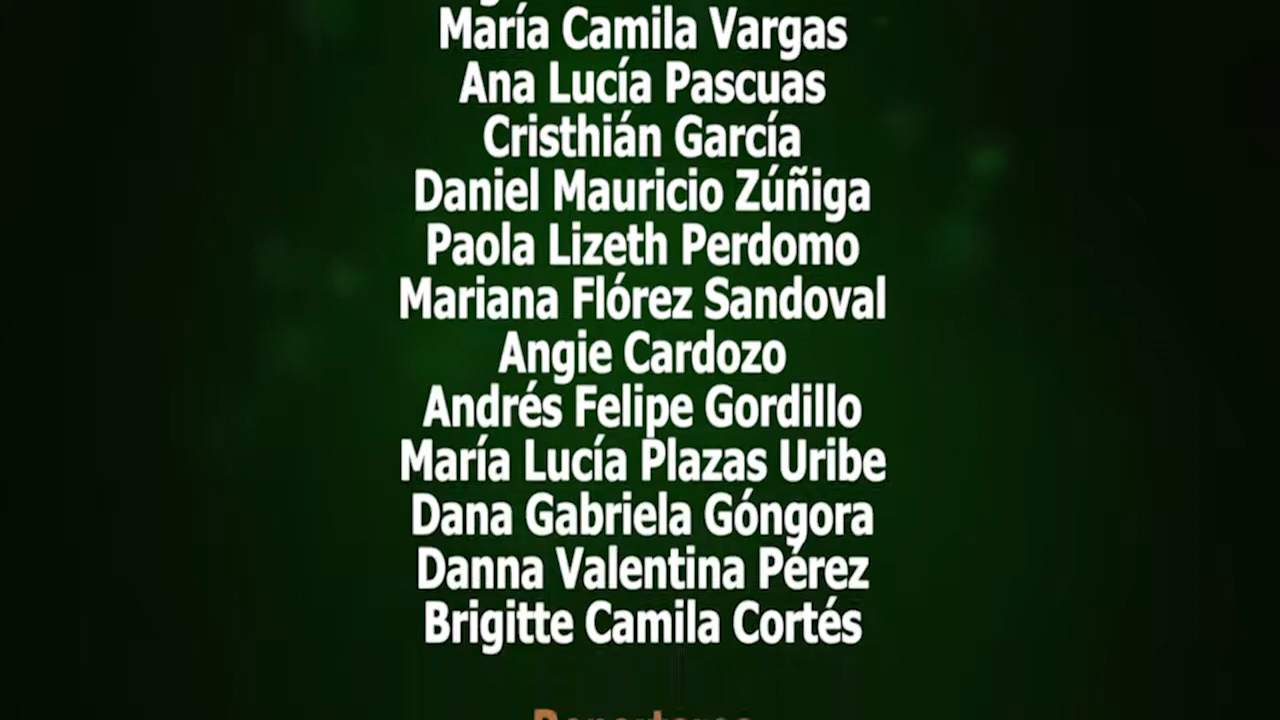 María Camila Vargas
Ana Lucía Pascuas
Cristhián García
Daniel Mauricio Zúñiga
Paola Lizeth Perdomo
Mariana Flórez Sandoval
Angie Cardozo
Andrés Felipe Gordillo
María Lucía Plazas Uribe
Dana Gabriela Góngora
Danna Valentina Pérez
Brigitte Camila Cortés